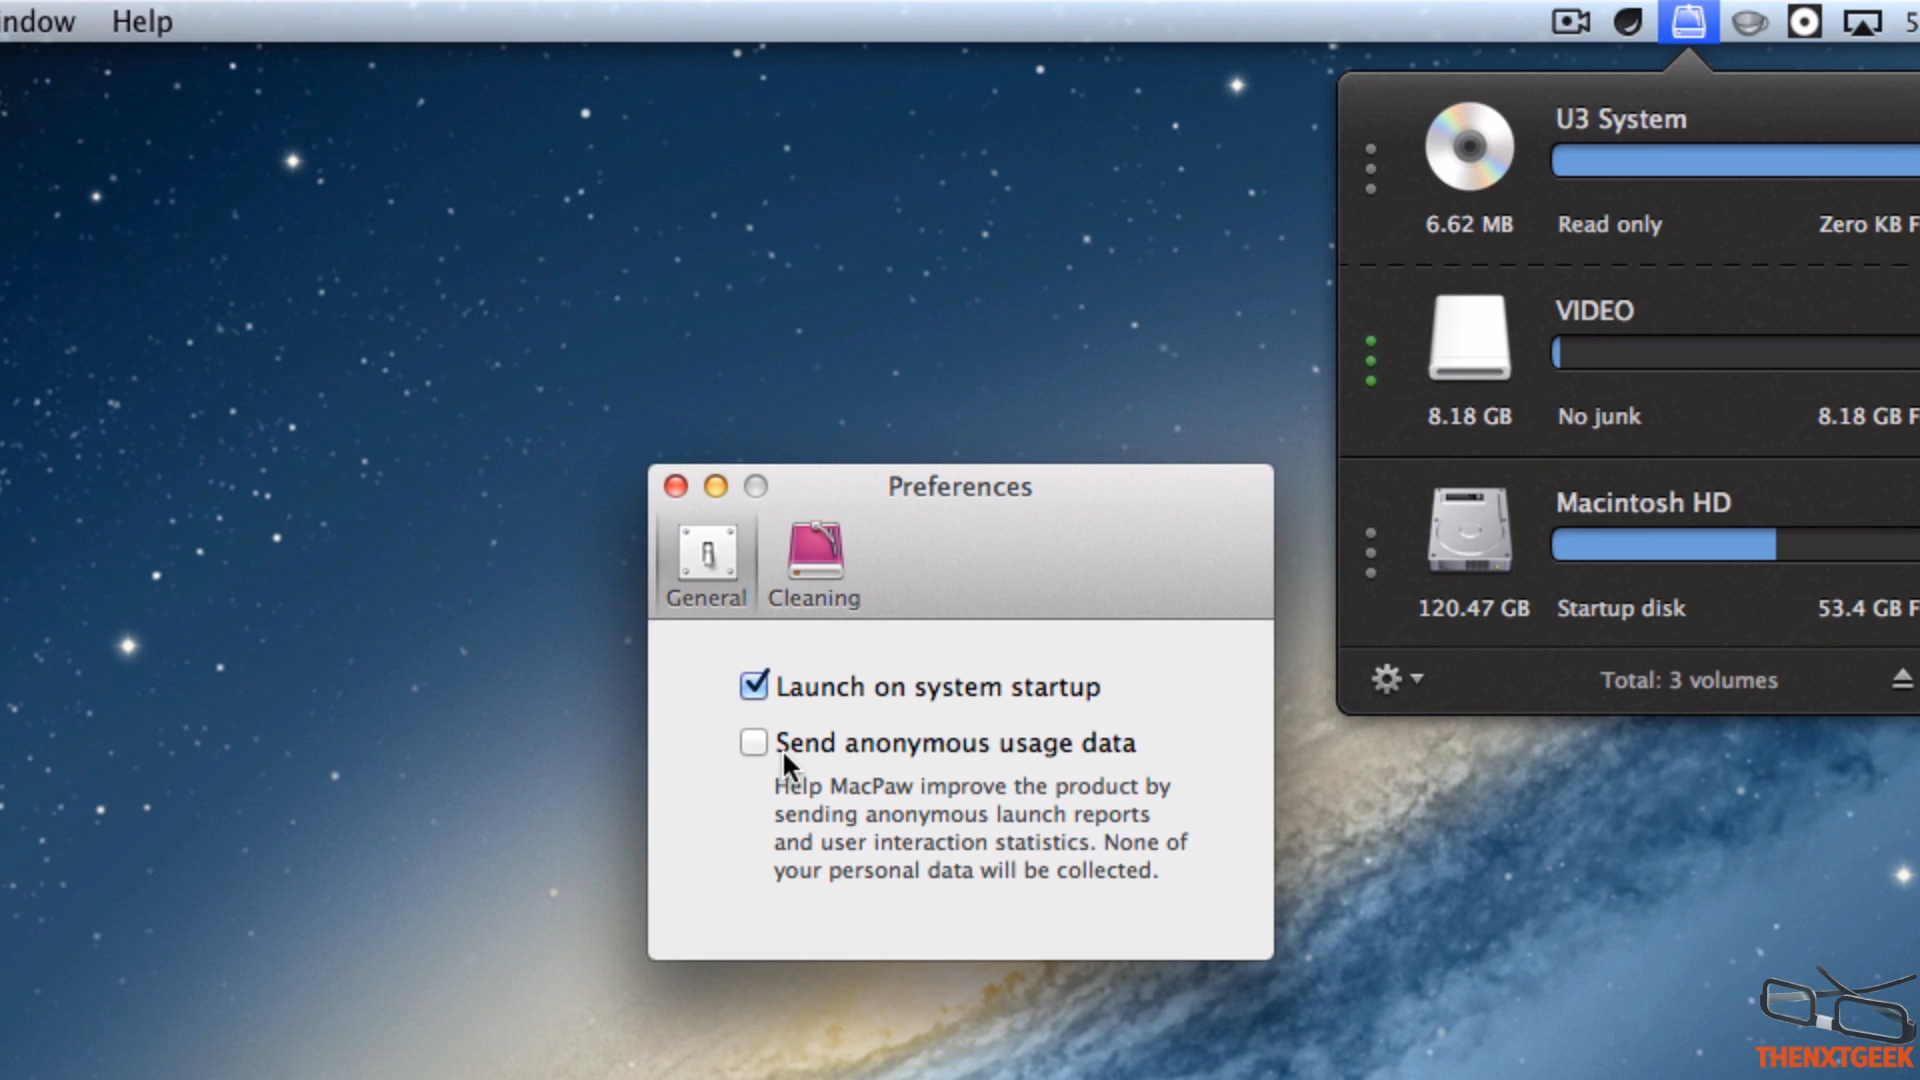 indow Help
5
U3 System
6.62 MB Read only Zero KB F
VIDEO
8.18 GB No junk 8.18 GB F
Macintosh HD
120.47 GB Startup disk 53.4 GB F
Total: 3 volumes
Preferences
General Cleaning
Launch on system startup
Send anonymous usage data
Help MacPaw improve the product by
sending anonymous launch reports
and user interaction statistics. None of
your personal data will be collected.
THENXTGEEK